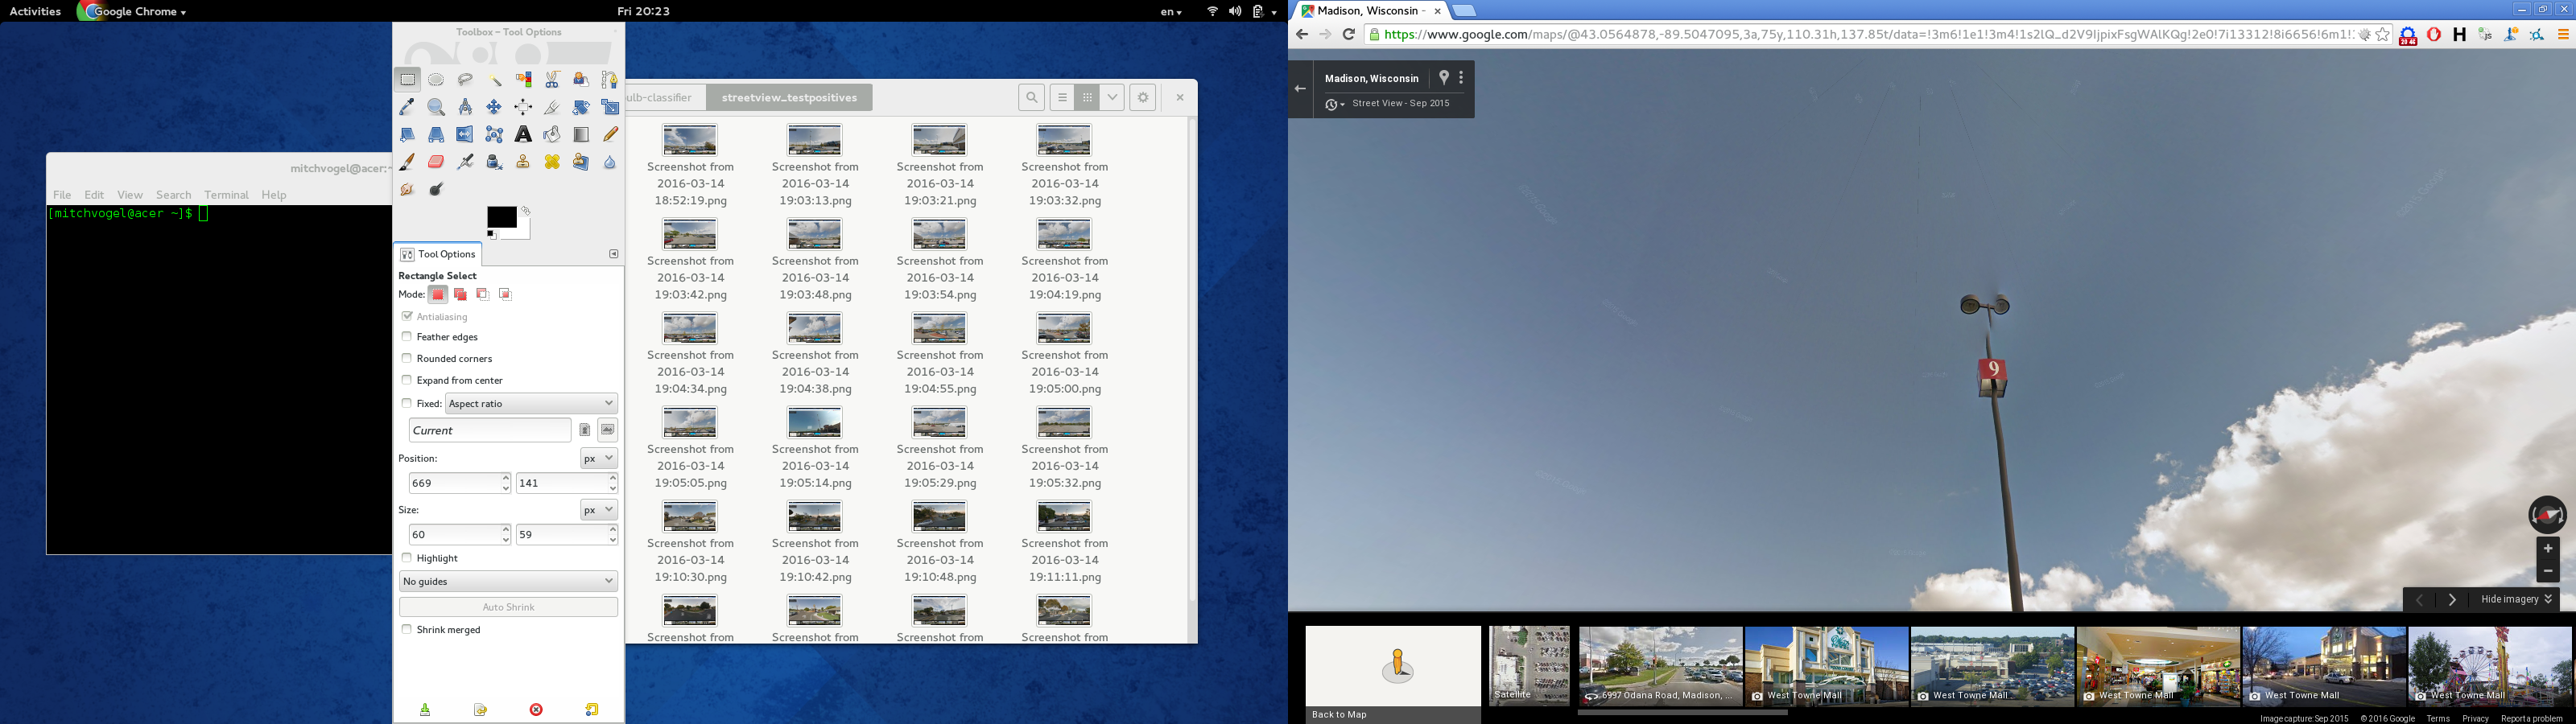 Activities
Google Chrome
Fri 20:23
en
Toolbox – Tool Options
mitchvogel@acer:~
File Edit View Search Terminal Help
[mitchvogel@acer ~]$
Tool Options
Rectangle Select
Mode:
Antialiasing
Feather edges
Rounded corners
Expand from center
Fixed: Aspect ratio
Current
Position: px
669 141
Size: px
60 59
Highlight
No guides
Auto Shrink
Shrink merged
ulb-classifier streetview_testpositives
Screenshot from 2016-03-14 18:52:19.png
Screenshot from 2016-03-14 19:03:13.png
Screenshot from 2016-03-14 19:03:21.png
Screenshot from 2016-03-14 19:03:32.png
Screenshot from 2016-03-14 19:03:42.png
Screenshot from 2016-03-14 19:03:48.png
Screenshot from 2016-03-14 19:03:54.png
Screenshot from 2016-03-14 19:04:19.png
Screenshot from 2016-03-14 19:04:34.png
Screenshot from 2016-03-14 19:04:38.png
Screenshot from 2016-03-14 19:04:55.png
Screenshot from 2016-03-14 19:05:00.png
Screenshot from 2016-03-14 19:05:05.png
Screenshot from 2016-03-14 19:05:14.png
Screenshot from 2016-03-14 19:05:29.png
Screenshot from 2016-03-14 19:05:32.png
Screenshot from 2016-03-14 19:10:30.png
Screenshot from 2016-03-14 19:10:42.png
Screenshot from 2016-03-14 19:10:48.png
Screenshot from 2016-03-14 19:11:11.png
Screenshot from
Screenshot from
Screenshot from
Screenshot from
Madison, Wisconsin -
https://www.google.com/maps/@43.0564878,-89.5047095,3a,75y,110.31h,137.85t/data=!3m6!1e1!3m4!1s2lQ_d2V9IjpixFsgWAlKQg!2e0!7i13312!8i6656!6m1!
20:46
H
js
Madison, Wisconsin
Street View - Sep 2015
9
Hide imagery
Back to Map
Satellite
6997 Odana Road, Madison, ...
West Towne Mall
West Towne Mall
West Towne Mall
West Towne Mall
West Towne Mall
Image capture: Sep 2015 © 2016 Google Terms Privacy Report a problem